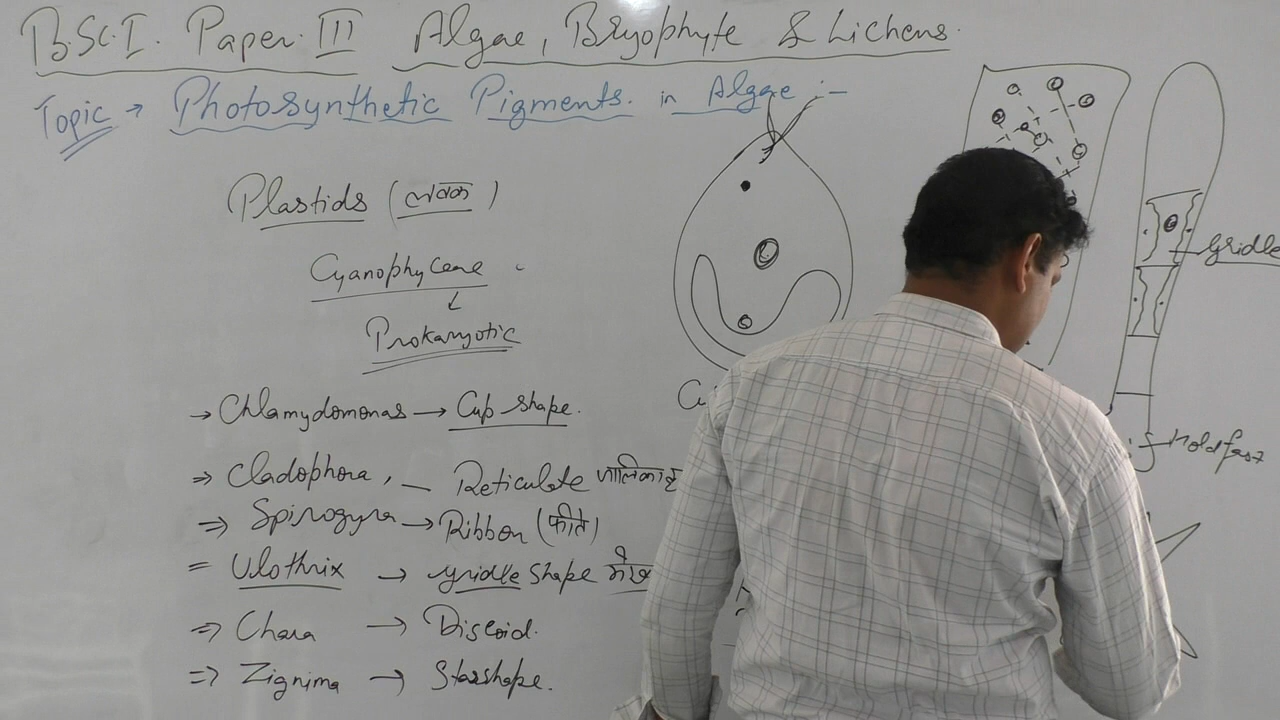 B.Sc.I. Paper.III Algae, Bryophyte & Lichens.
Topic → Photosynthetic Pigments. in Algae :-
Plastids (लवक)
Cyanophyceae
↓
Prokaryotic
→ Chlamydomonas → Cup shape.
⇒ Cladophora, — Reticulate
⇒ Spirogyra → Ribbon (फीते)
= Ulothrix → gridle shape
⇒ Chara → Discoid.
⇒ Zignima → Starshape.
Gridle
Holdfast